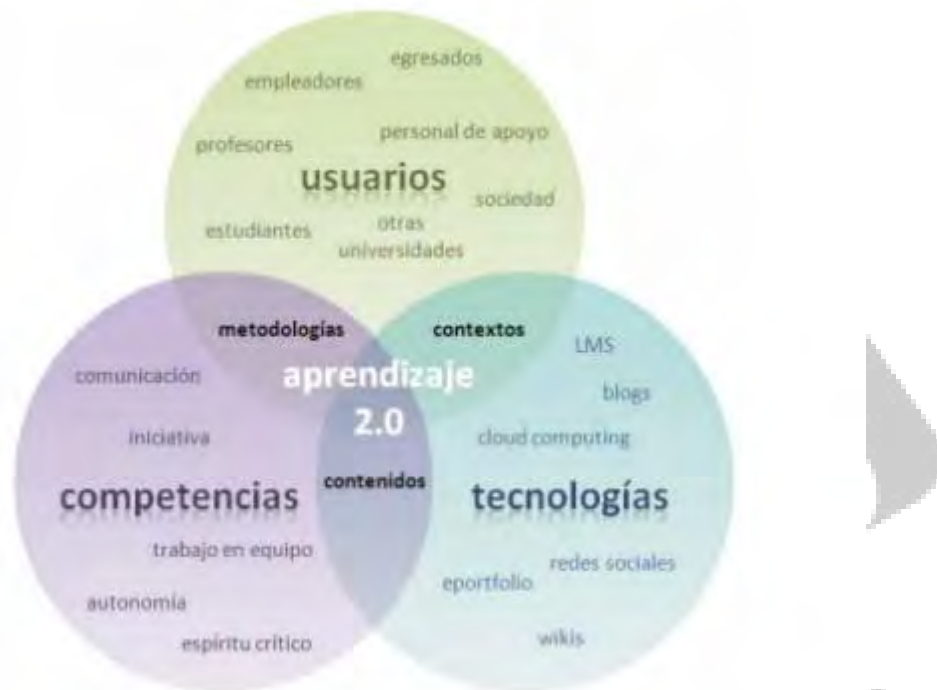 egresados
empleadores
personal de apoyo
profesores
usuarios
sociedad
estudiantes
otras
universidades
metodologías
contextos
LMS
comunicación
aprendizaje
2.0
blogs
iniciativa
cloud computing
competencias
contenidos
tecnologías
trabajo en equipo
redes sociales
eportfolio
autonomía
espíritu crítico
wikis